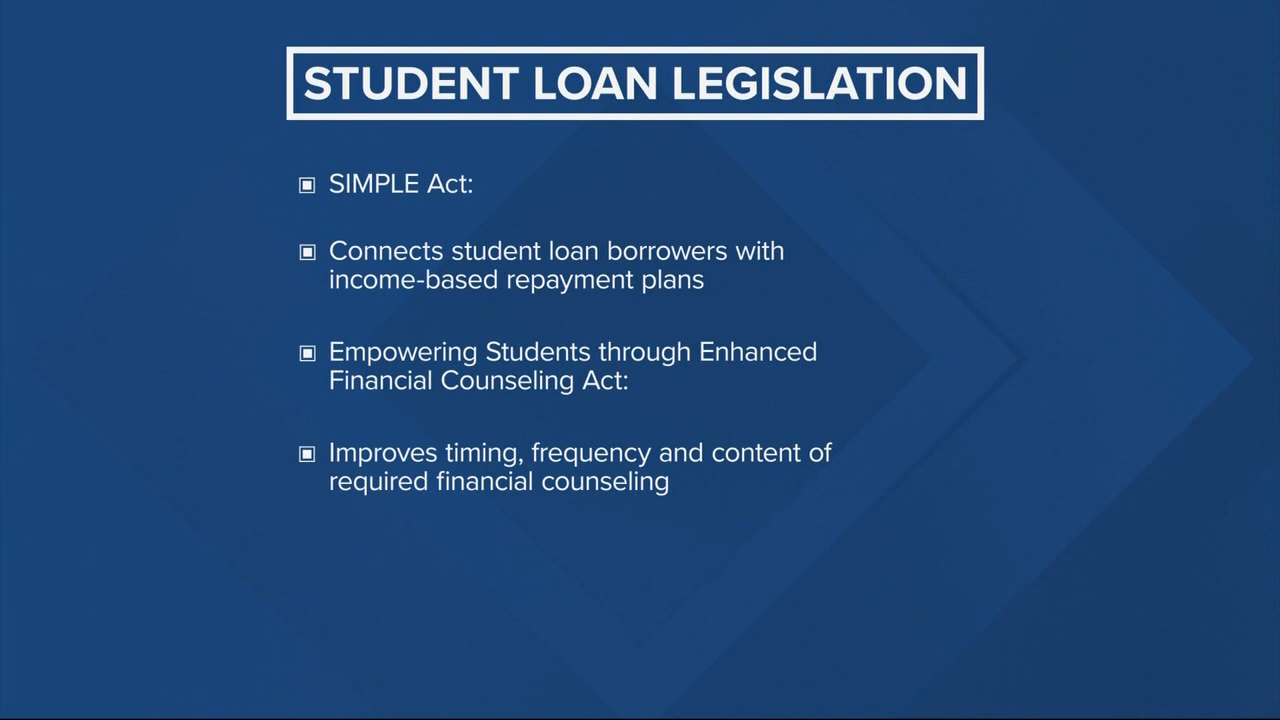 STUDENT LOAN LEGISLATION
▣ SIMPLE Act:
▣ Connects student loan borrowers with
income-based repayment plans
▣ Empowering Students through Enhanced
Financial Counseling Act:
▣ Improves timing, frequency and content of
required financial counseling